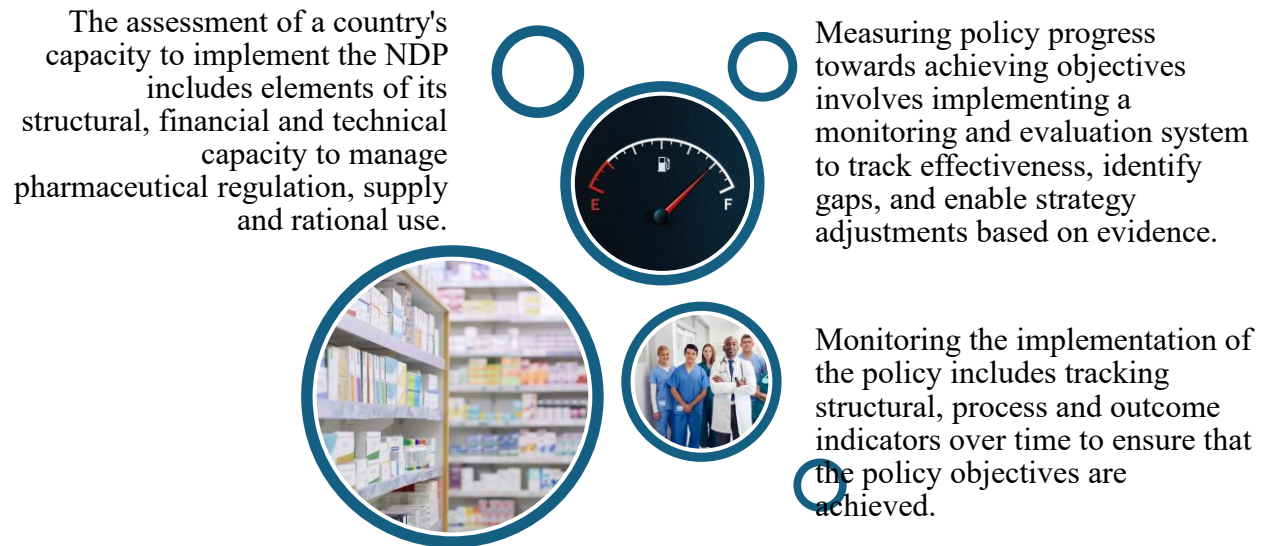 The assessment of a country's
capacity to implement the NDP
includes elements of its
structural, financial and technical
capacity to manage
pharmaceutical regulation, supply
and rational use.
Measuring policy progress
towards achieving objectives
involves implementing a
monitoring and evaluation system
to track effectiveness, identify
gaps, and enable strategy
adjustments based on evidence.
E
F
Monitoring the implementation of
the policy includes tracking
structural, process and outcome
indicators over time to ensure that
the policy objectives are
achieved.